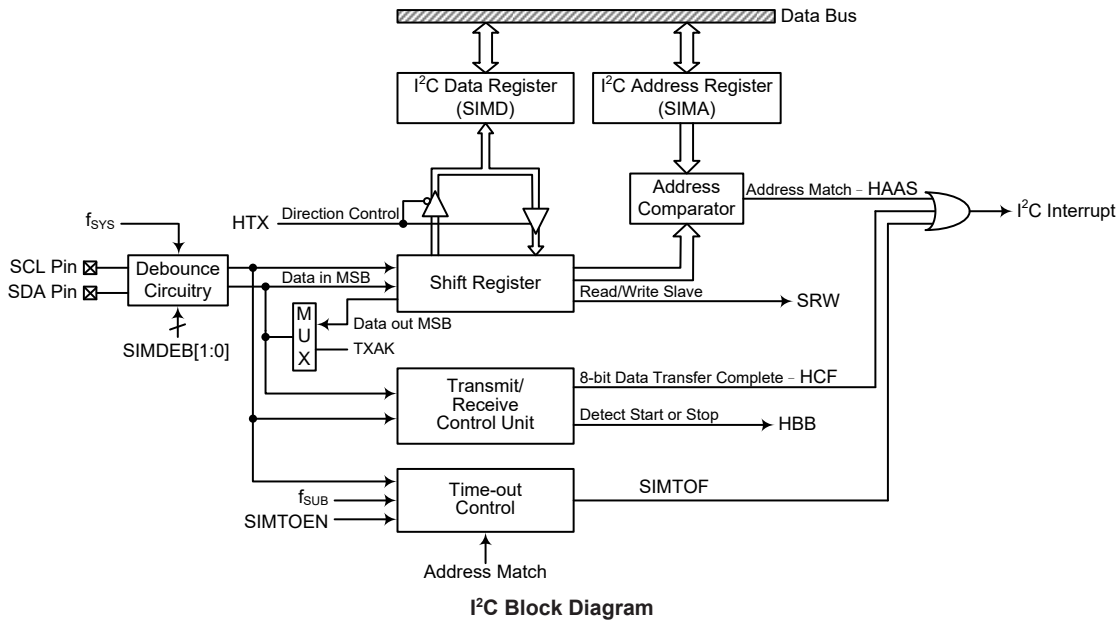 Data Bus
I²C Data Register
(SIMD)
I²C Address Register
(SIMA)
Address
Comparator
Address Match - HAAS
I²C Interrupt
HTX
Direction Control
fSYS
SCL Pin
SDA Pin
Debounce
Circuitry
SIMDEB[1:0]
Data in MSB
Shift Register
Read/Write Slave
SRW
M
U
X
Data out MSB
TXAK
Transmit/
Receive
Control Unit
8-bit Data Transfer Complete - HCF
Detect Start or Stop
HBB
fSUB
SIMTOEN
Time-out
Control
SIMTOF
Address Match
I²C Block Diagram